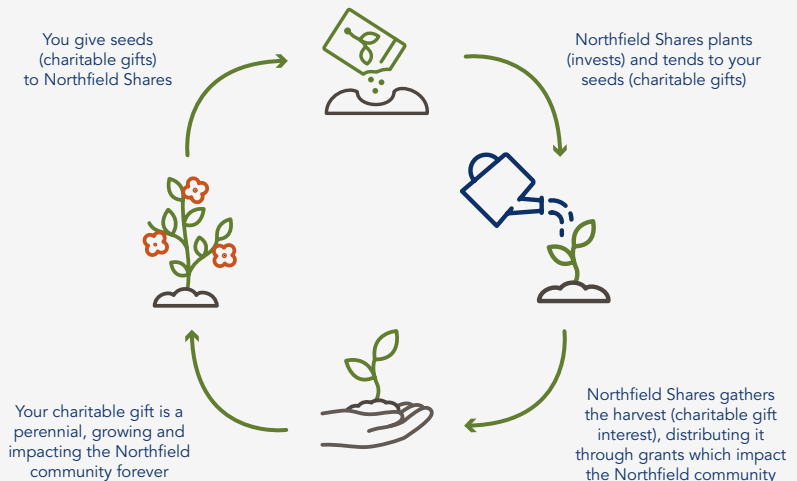 You give seeds
(charitable gifts)
to Northfield Shares
Northfield Shares plants
(invests) and tends to your
seeds (charitable gifts)
Northfield Shares gathers
the harvest (charitable gift
interest), distributing it
through grants which impact
the Northfield community
Your charitable gift is a
perennial, growing and
impacting the Northfield
community forever